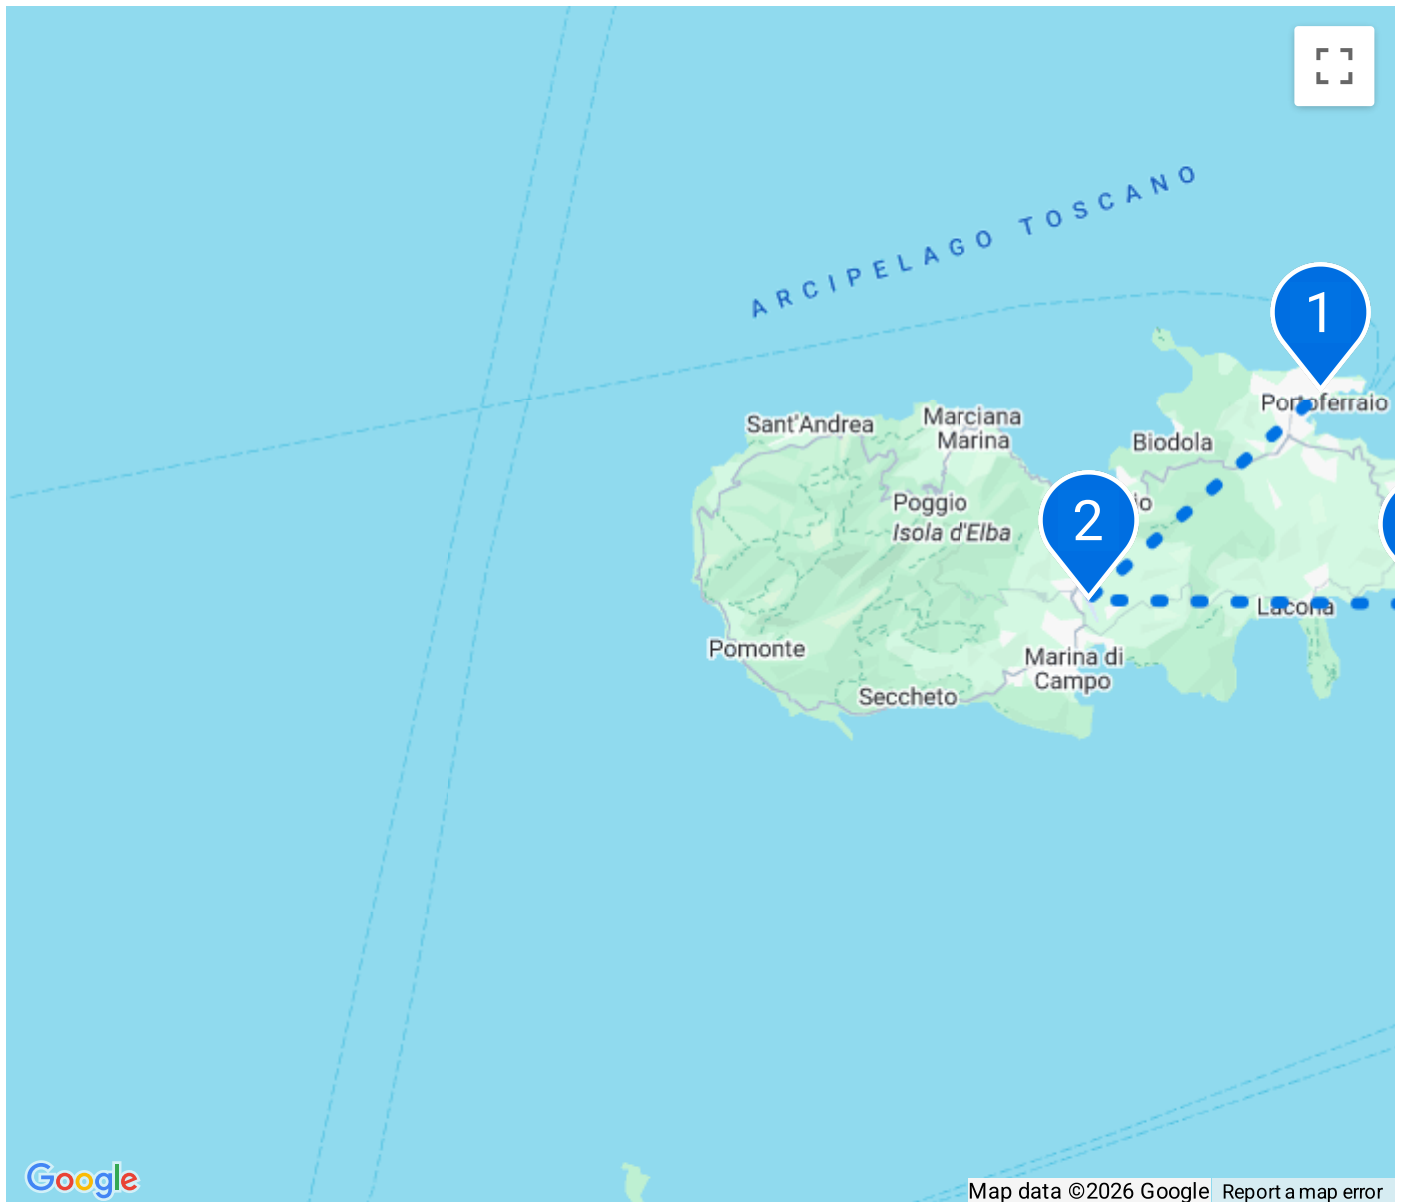 ARCIPELAGO TOSCANO
1
Portoferraio
Sant'Andrea
Marciana
Marina
Biodola
Poggio
Isola d'Elba
2
Lacona
Pomonte
Marina di
Campo
Seccheto
Google
Map data ©2026 Google
Report a map error